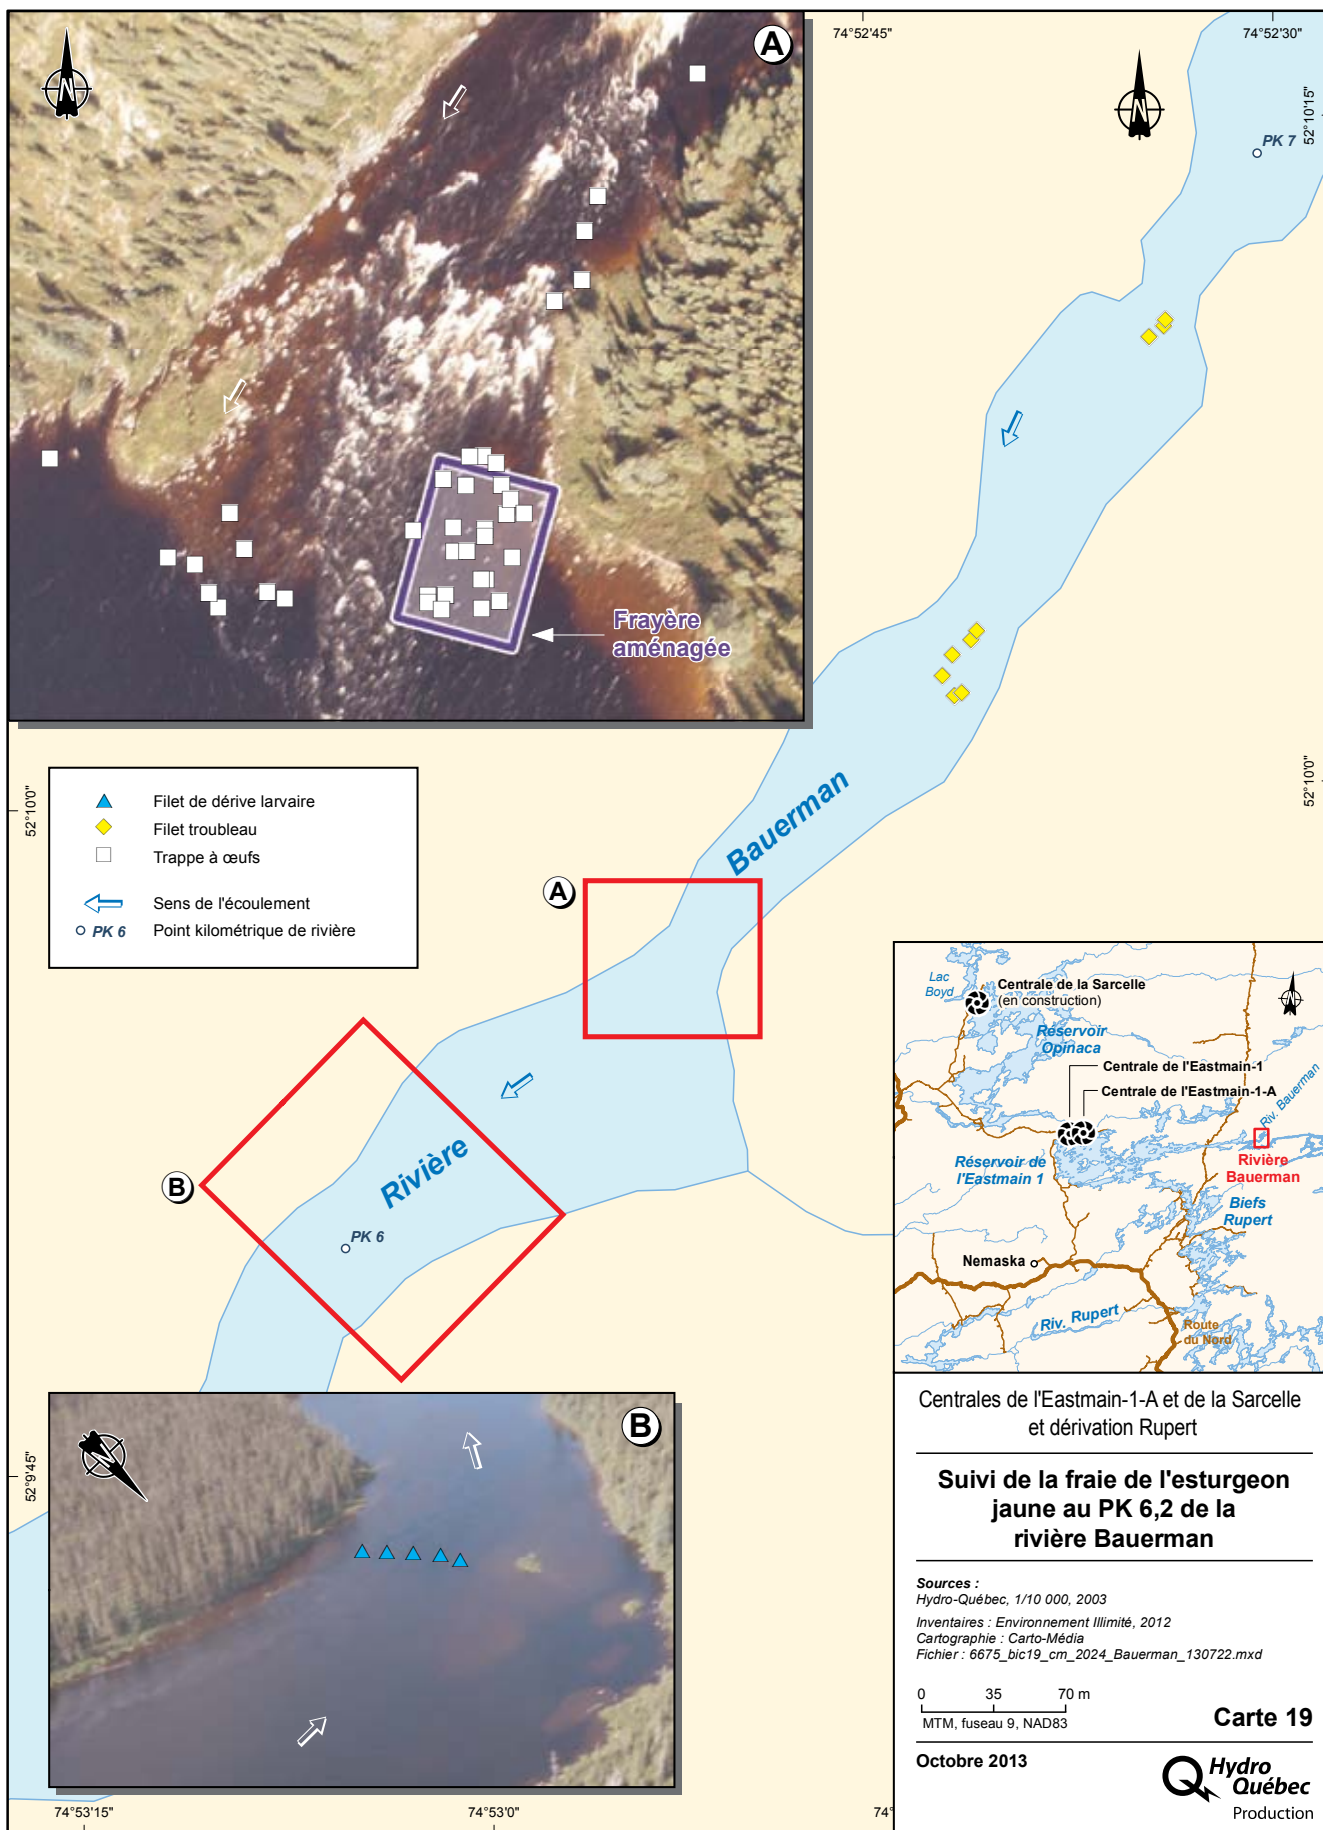 A
N
Frayère
aménagée
74°52'45"
74°52'30"
52°10'15"
N
PK 7
Filet de dérive larvaire
Filet troubleau
Trappe à œufs
Sens de l'écoulement
PK 6 Point kilométrique de rivière
52°10'0"
52°10'0"
Bauerman
A
Rivière
B
PK 6
Lac
Boyd
Centrale de la Sarcelle
(en construction)
N
Réservoir
Opinaca
Centrale de l'Eastmain-1
Centrale de l'Eastmain-1-A
Riv. Bauerman
Réservoir de
l'Eastmain 1
Rivière
Bauerman
Biefs
Rupert
Nemaska
Riv. Rupert
Route
du Nord
52°9'45"
B
N
74°53'15"
74°53'0"
74°
Centrales de l'Eastmain-1-A et de la Sarcelle
et dérivation Rupert
Suivi de la fraie de l'esturgeon
jaune au PK 6,2 de la
rivière Bauerman
Sources :
Hydro-Québec, 1/10 000, 2003
Inventaires : Environnement Illimité, 2012
Cartographie : Carto-Média
Fichier : 6675_bic19_cm_2024_Bauerman_130722.mxd
0 35 70 m
MTM, fuseau 9, NAD83
Carte 19
Octobre 2013
Hydro
Québec
Production